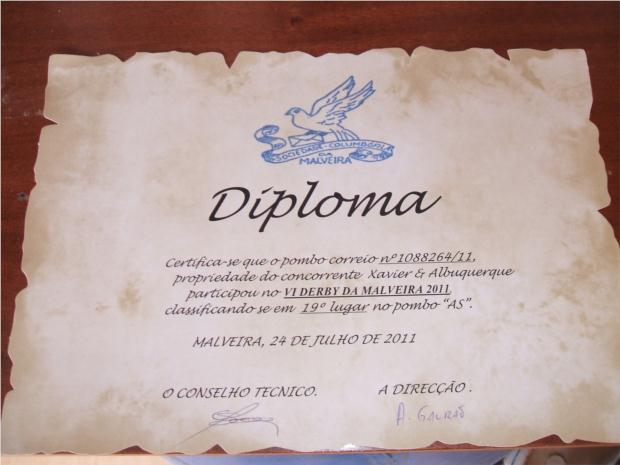 SOCIEDADE COLUMBÓFILA
DA
MALVEIRA
Diploma
Certifica-se que o pombo correio nº1088264/11,
propriedade do concorrente Xavier & Albuquerque
participou no VI DERBY DA MALVEIRA 2011
classificando se em 19º lugar no pombo "AS".
MALVEIRA, 24 DE JULHO DE 2011
O CONSELHO TECNICO. A DIRECÇÃO .
A. GALRÃO